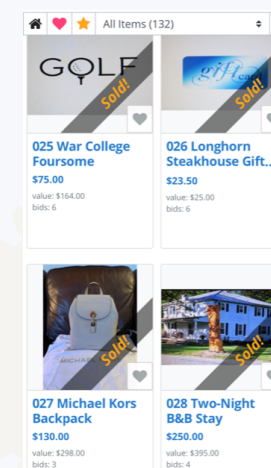 All Items (132)
GOLF
Sold!
gift card
Sold!
025 War College
Foursome
026 Longhorn
Steakhouse Gift...
$75.00
$23.50
value: $164.00
bids: 6
value: $25.00
bids: 6
MICHAEL
Sold!
Sold!
027 Michael Kors
Backpack
028 Two-Night
B&B Stay
$130.00
$250.00
value: $298.00
bids: 3
value: $395.00
bids: 4